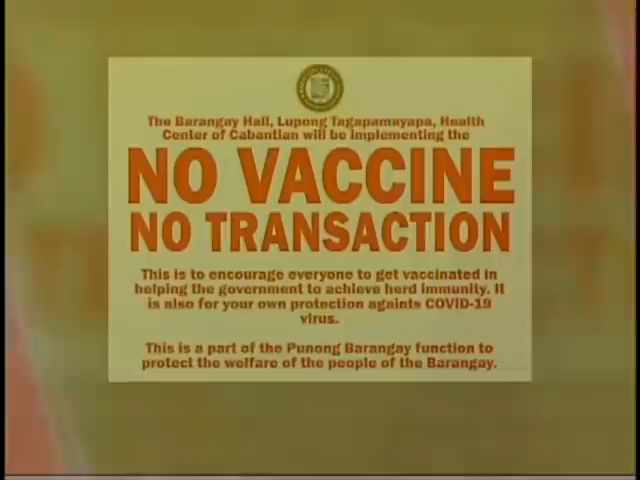 The Barangay Hall, Lupong Tagapamayapa, Health
Center of Cabantian will be implementing the
NO VACCINE
NO TRANSACTION
This is to encourage everyone to get vaccinated in
helping the government to achieve herd immunity. It
is also for your own protection againts COVID-19
virus.
This is a part of the Punong Barangay function to
protect the welfare of the people of the Barangay.